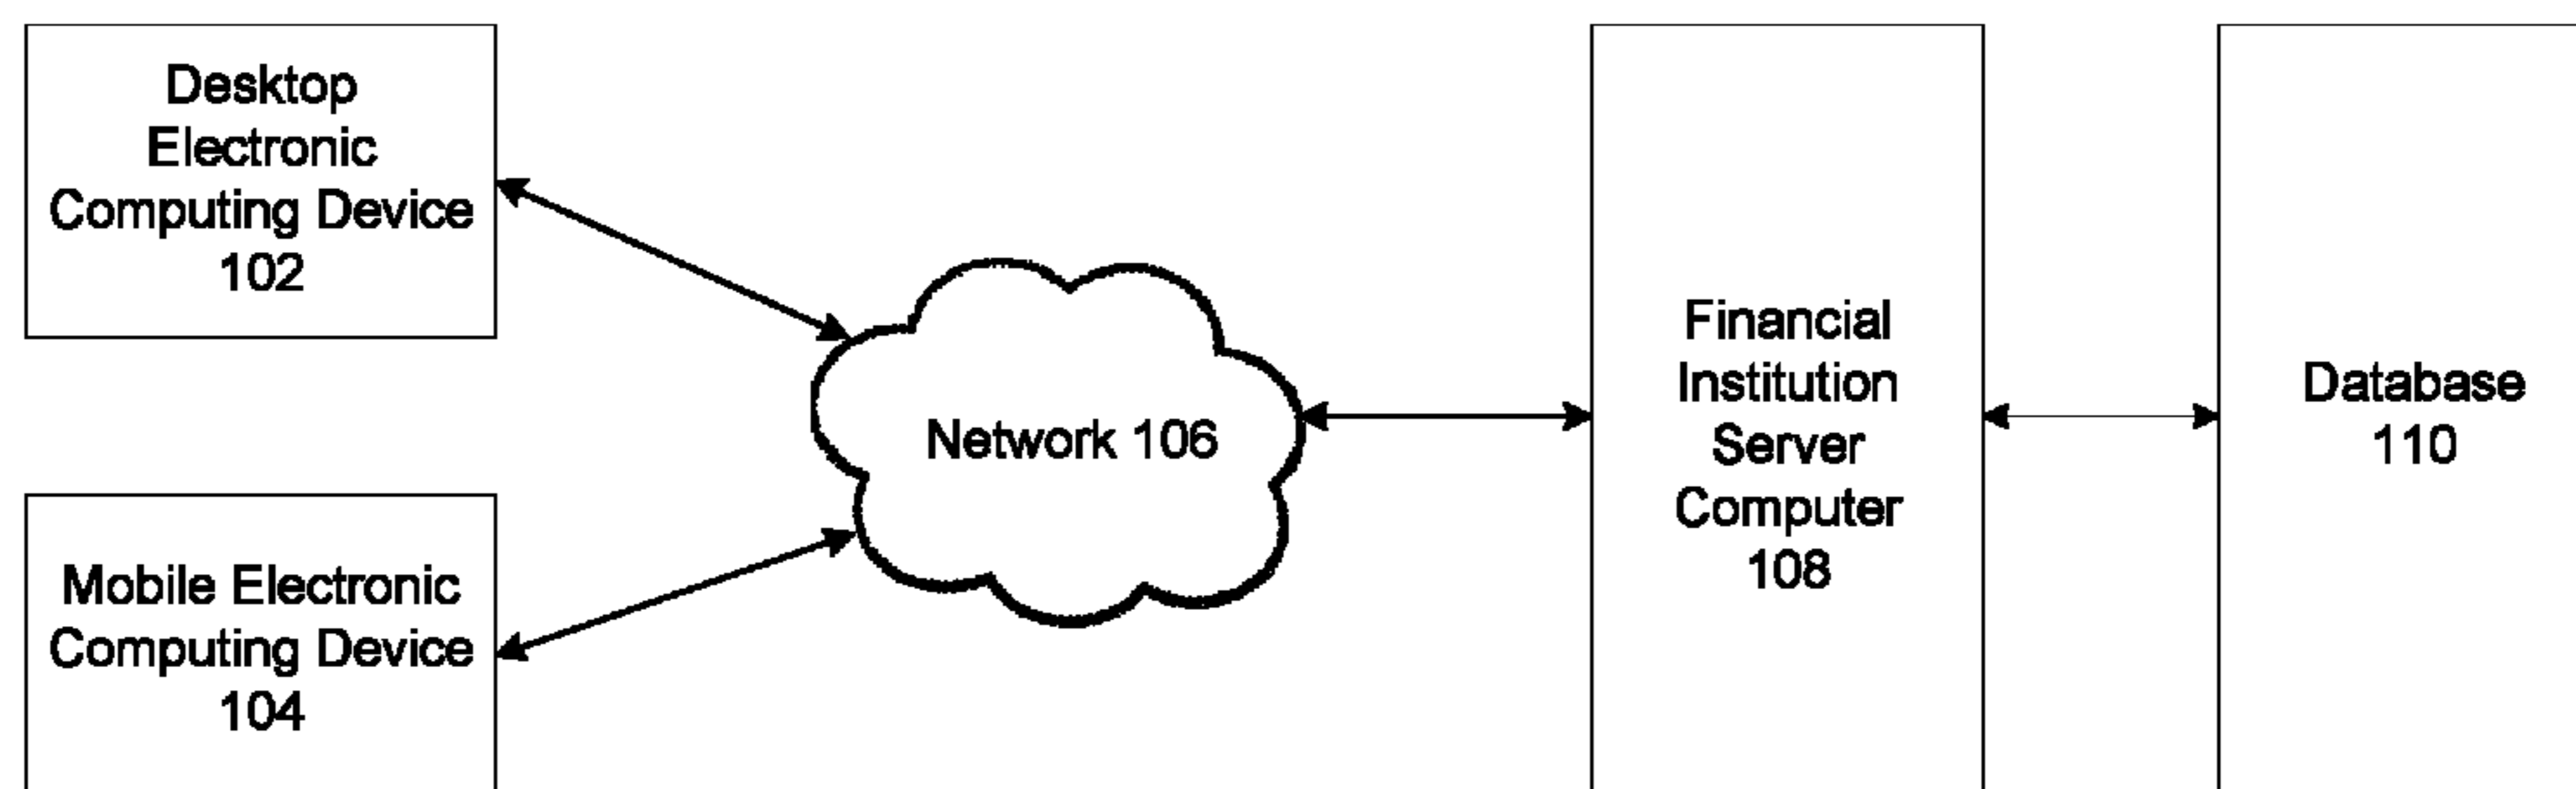 Desktop
Electronic
Computing Device
102
Mobile Electronic
Computing Device
104
Network 106
Financial
Institution
Server
Computer
108
Database
110